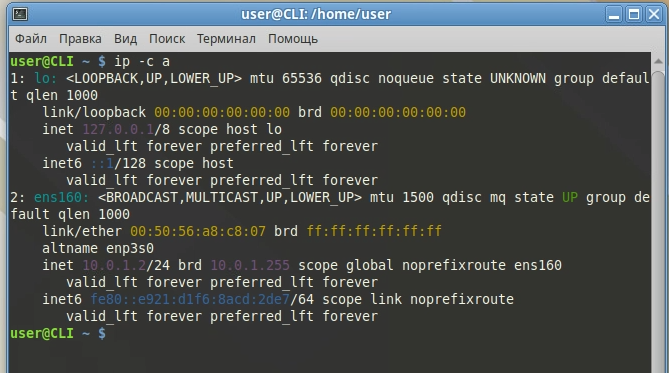 user@CLI: /home/user
Файл Правка Вид Поиск Терминал Помощь
user@CLI ~ $ ip -c a
1: lo: <LOOPBACK,UP,LOWER_UP> mtu 65536 qdisc noqueue state UNKNOWN group defaul
t qlen 1000
    link/loopback 00:00:00:00:00:00 brd 00:00:00:00:00:00
    inet 127.0.0.1/8 scope host lo
       valid_lft forever preferred_lft forever
    inet6 ::1/128 scope host
       valid_lft forever preferred_lft forever
2: ens160: <BROADCAST,MULTICAST,UP,LOWER_UP> mtu 1500 qdisc mq state UP group de
fault qlen 1000
    link/ether 00:50:56:a8:c8:07 brd ff:ff:ff:ff:ff:ff
    altname enp3s0
    inet 10.0.1.2/24 brd 10.0.1.255 scope global noprefixroute ens160
       valid_lft forever preferred_lft forever
    inet6 fe80::e921:d1f6:8acd:2de7/64 scope link noprefixroute
       valid_lft forever preferred_lft forever
user@CLI ~ $